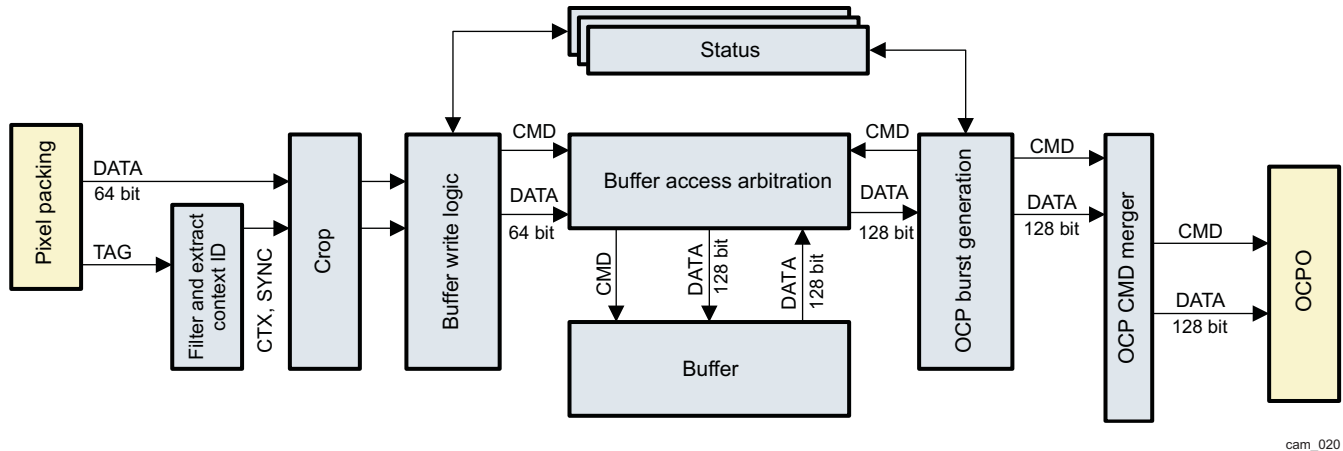 Status
Pixel packing
DATA
64 bit
TAG
Filter and extract
context ID
CTX, SYNC
Crop
Buffer write logic
CMD
DATA
64 bit
Buffer access arbitration
CMD
DATA
128 bit
DATA
128 bit
Buffer
CMD
DATA
128 bit
OCP burst generation
CMD
DATA
128 bit
OCP CMD merger
CMD
DATA
128 bit
OCPO
cam_020